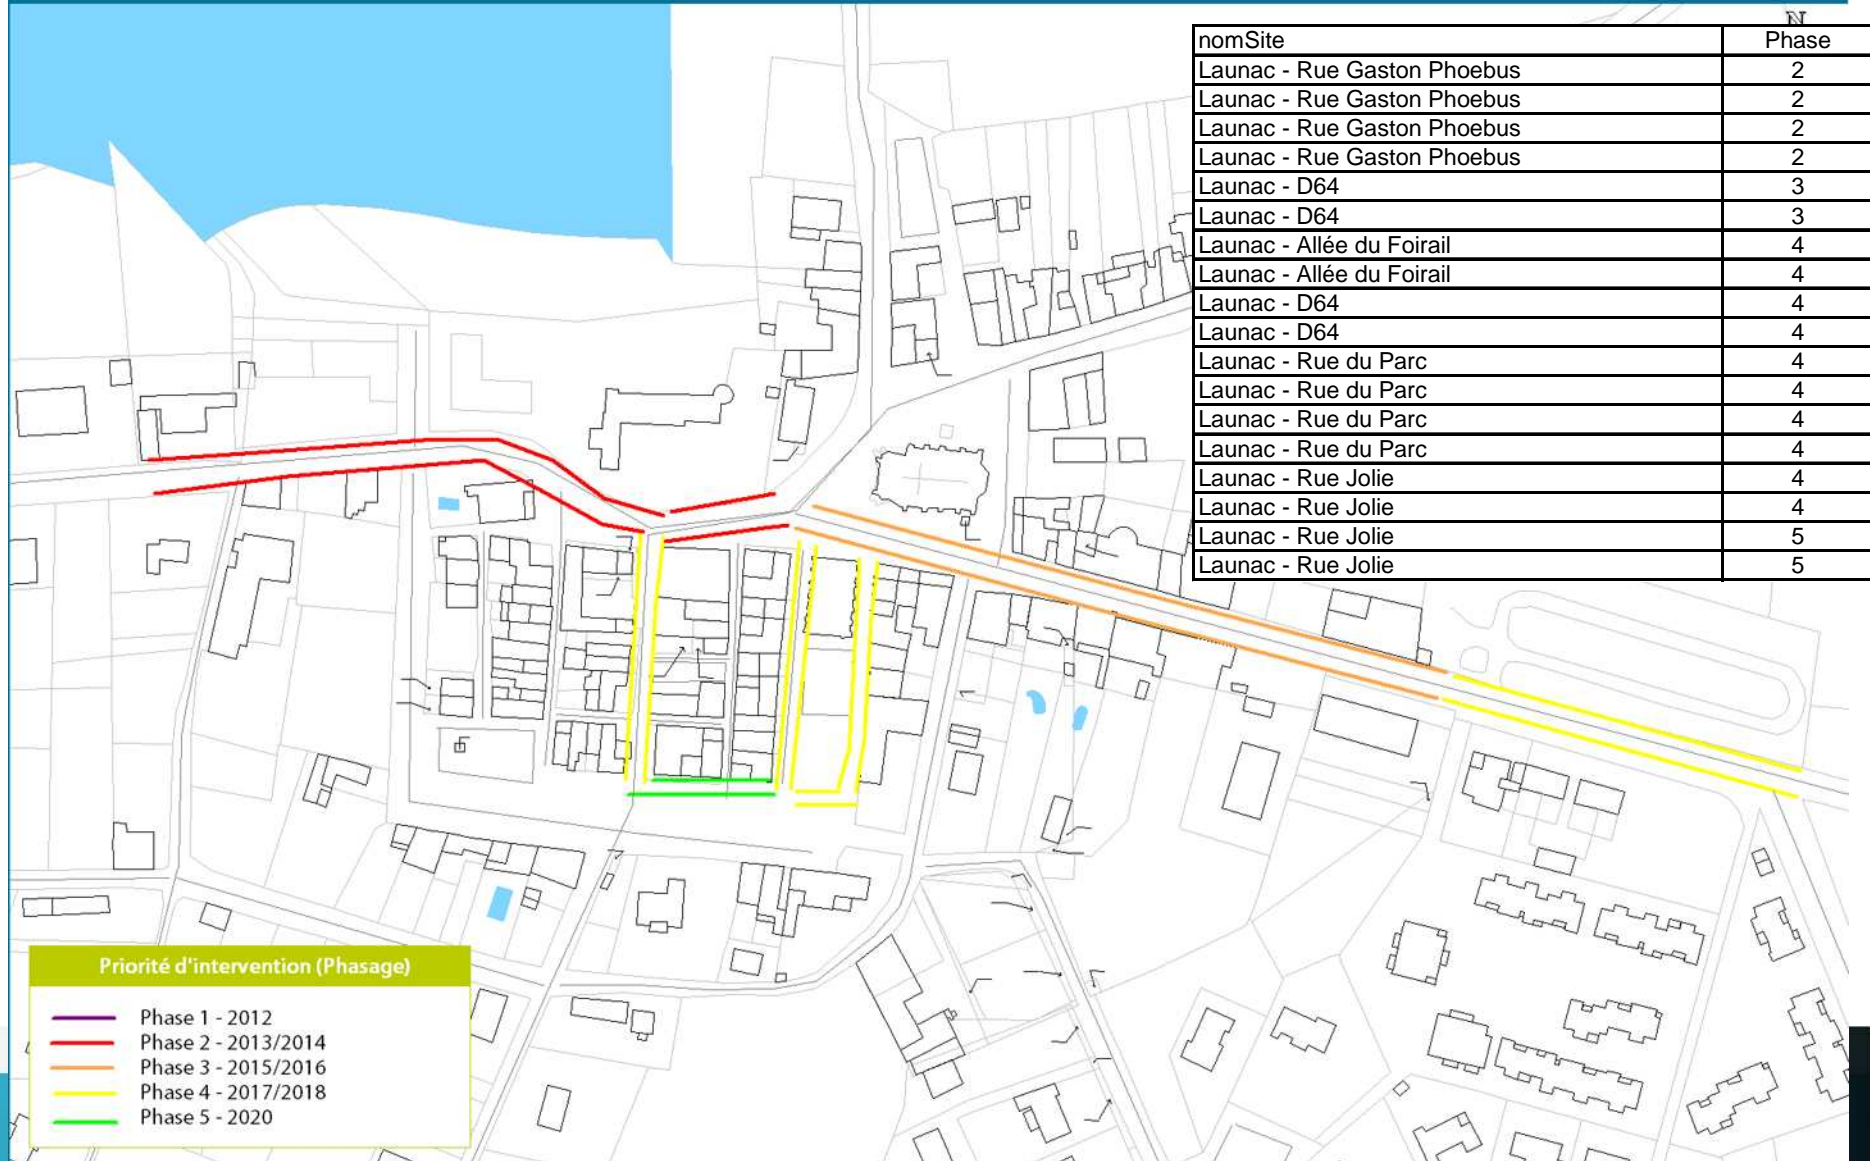 N
nomSite Phase
Launac - Rue Gaston Phoebus 2
Launac - Rue Gaston Phoebus 2
Launac - Rue Gaston Phoebus 2
Launac - Rue Gaston Phoebus 2
Launac - D64 3
Launac - D64 3
Launac - Allée du Foirail 4
Launac - Allée du Foirail 4
Launac - D64 4
Launac - D64 4
Launac - Rue du Parc 4
Launac - Rue du Parc 4
Launac - Rue du Parc 4
Launac - Rue du Parc 4
Launac - Rue Jolie 4
Launac - Rue Jolie 4
Launac - Rue Jolie 5
Launac - Rue Jolie 5
Priorité d'intervention (Phasage)
Phase 1 - 2012
Phase 2 - 2013/2014
Phase 3 - 2015/2016
Phase 4 - 2017/2018
Phase 5 - 2020